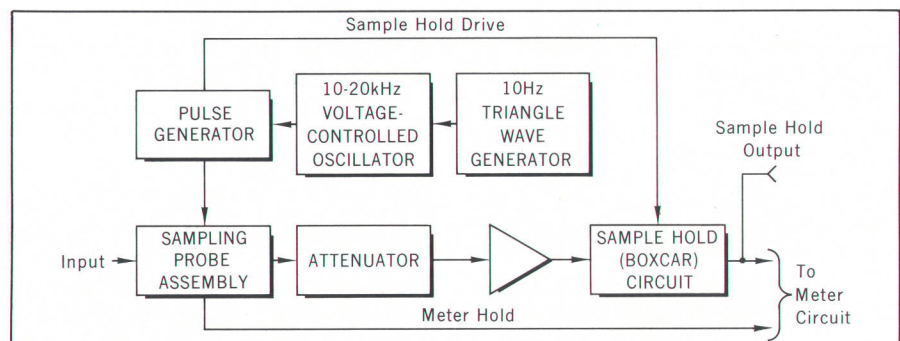 Sample Hold Drive
PULSE
GENERATOR
10-20kHz
VOLTAGE-
CONTROLLED
OSCILLATOR
10Hz
TRIANGLE
WAVE
GENERATOR
Sample Hold
Output
Input
SAMPLING
PROBE
ASSEMBLY
ATTENUATOR
SAMPLE HOLD
(BOXCAR)
CIRCUIT
To
Meter
Circuit
Meter Hold